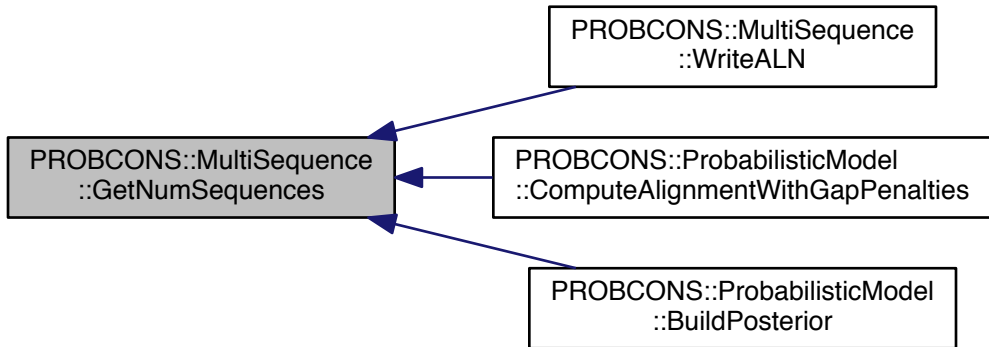 PROBCONS::MultiSequence
::WriteALN
PROBCONS::MultiSequence
::GetNumSequences
PROBCONS::ProbabilisticModel
::ComputeAlignmentWithGapPenalties
PROBCONS::ProbabilisticModel
::BuildPosterior